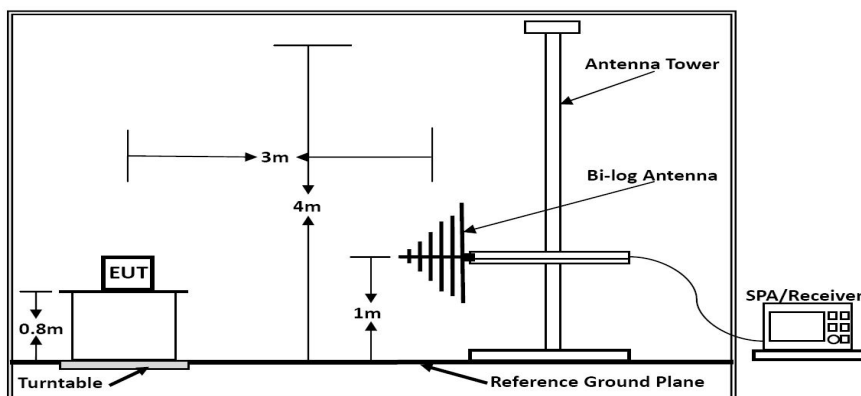 Antenna Tower
3m
Bi-log Antenna
4m
EUT
SPA/Receiver
0.8m
1m
Turntable
Reference Ground Plane